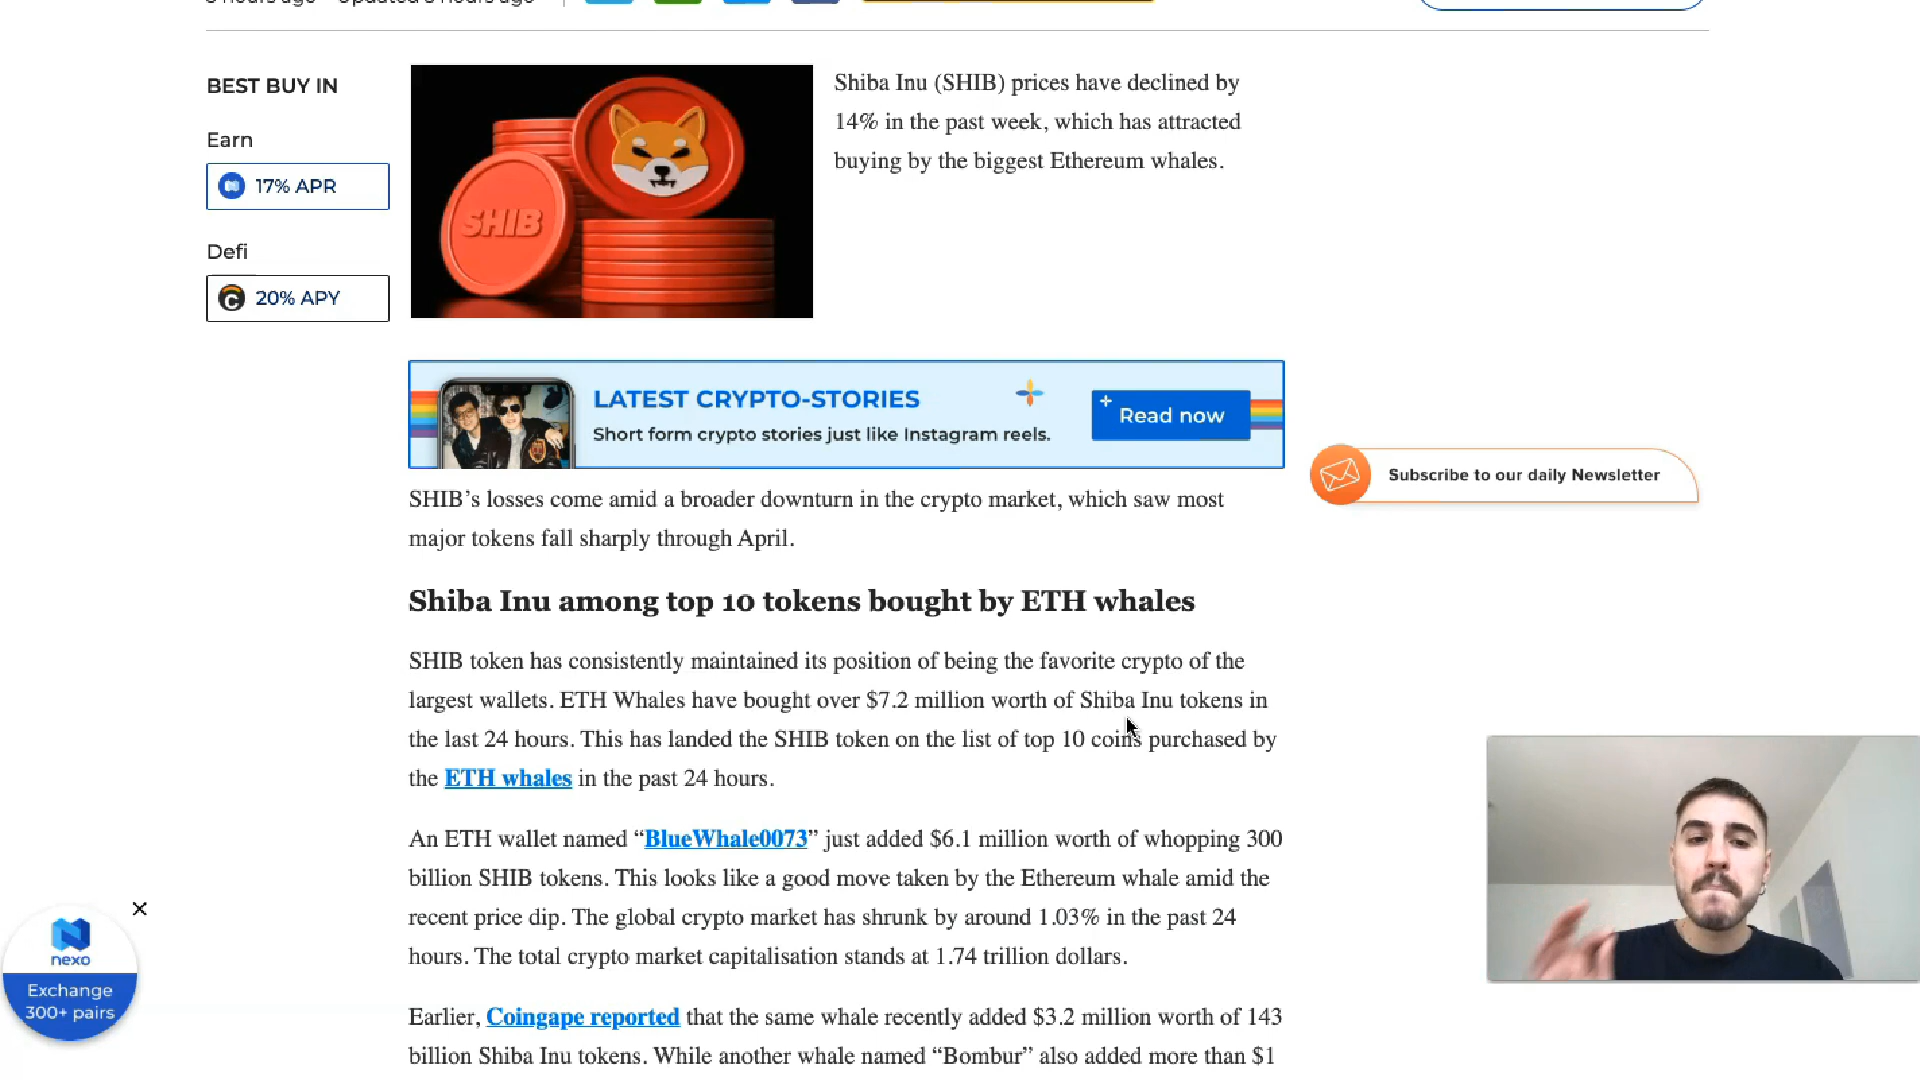 BEST BUY IN
Earn
17% APR
Defi
20% APY
SHIB
Shiba Inu (SHIB) prices have declined by
14% in the past week, which has attracted
buying by the biggest Ethereum whales.
LATEST CRYPTO-STORIES
Short form crypto stories just like Instagram reels.
Read now
Subscribe to our daily Newsletter
SHIB’s losses come amid a broader downturn in the crypto market, which saw most
major tokens fall sharply through April.
Shiba Inu among top 10 tokens bought by ETH whales
SHIB token has consistently maintained its position of being the favorite crypto of the
largest wallets. ETH Whales have bought over $7.2 million worth of Shiba Inu tokens in
the last 24 hours. This has landed the SHIB token on the list of top 10 coins purchased by
the ETH whales in the past 24 hours.
An ETH wallet named “BlueWhale0073” just added $6.1 million worth of whopping 300
billion SHIB tokens. This looks like a good move taken by the Ethereum whale amid the
recent price dip. The global crypto market has shrunk by around 1.03% in the past 24
hours. The total crypto market capitalisation stands at 1.74 trillion dollars.
Earlier, Coingape reported that the same whale recently added $3.2 million worth of 143
billion Shiba Inu tokens. While another whale named “Bombur” also added more than $1
nexo
Exchange
300+ pairs